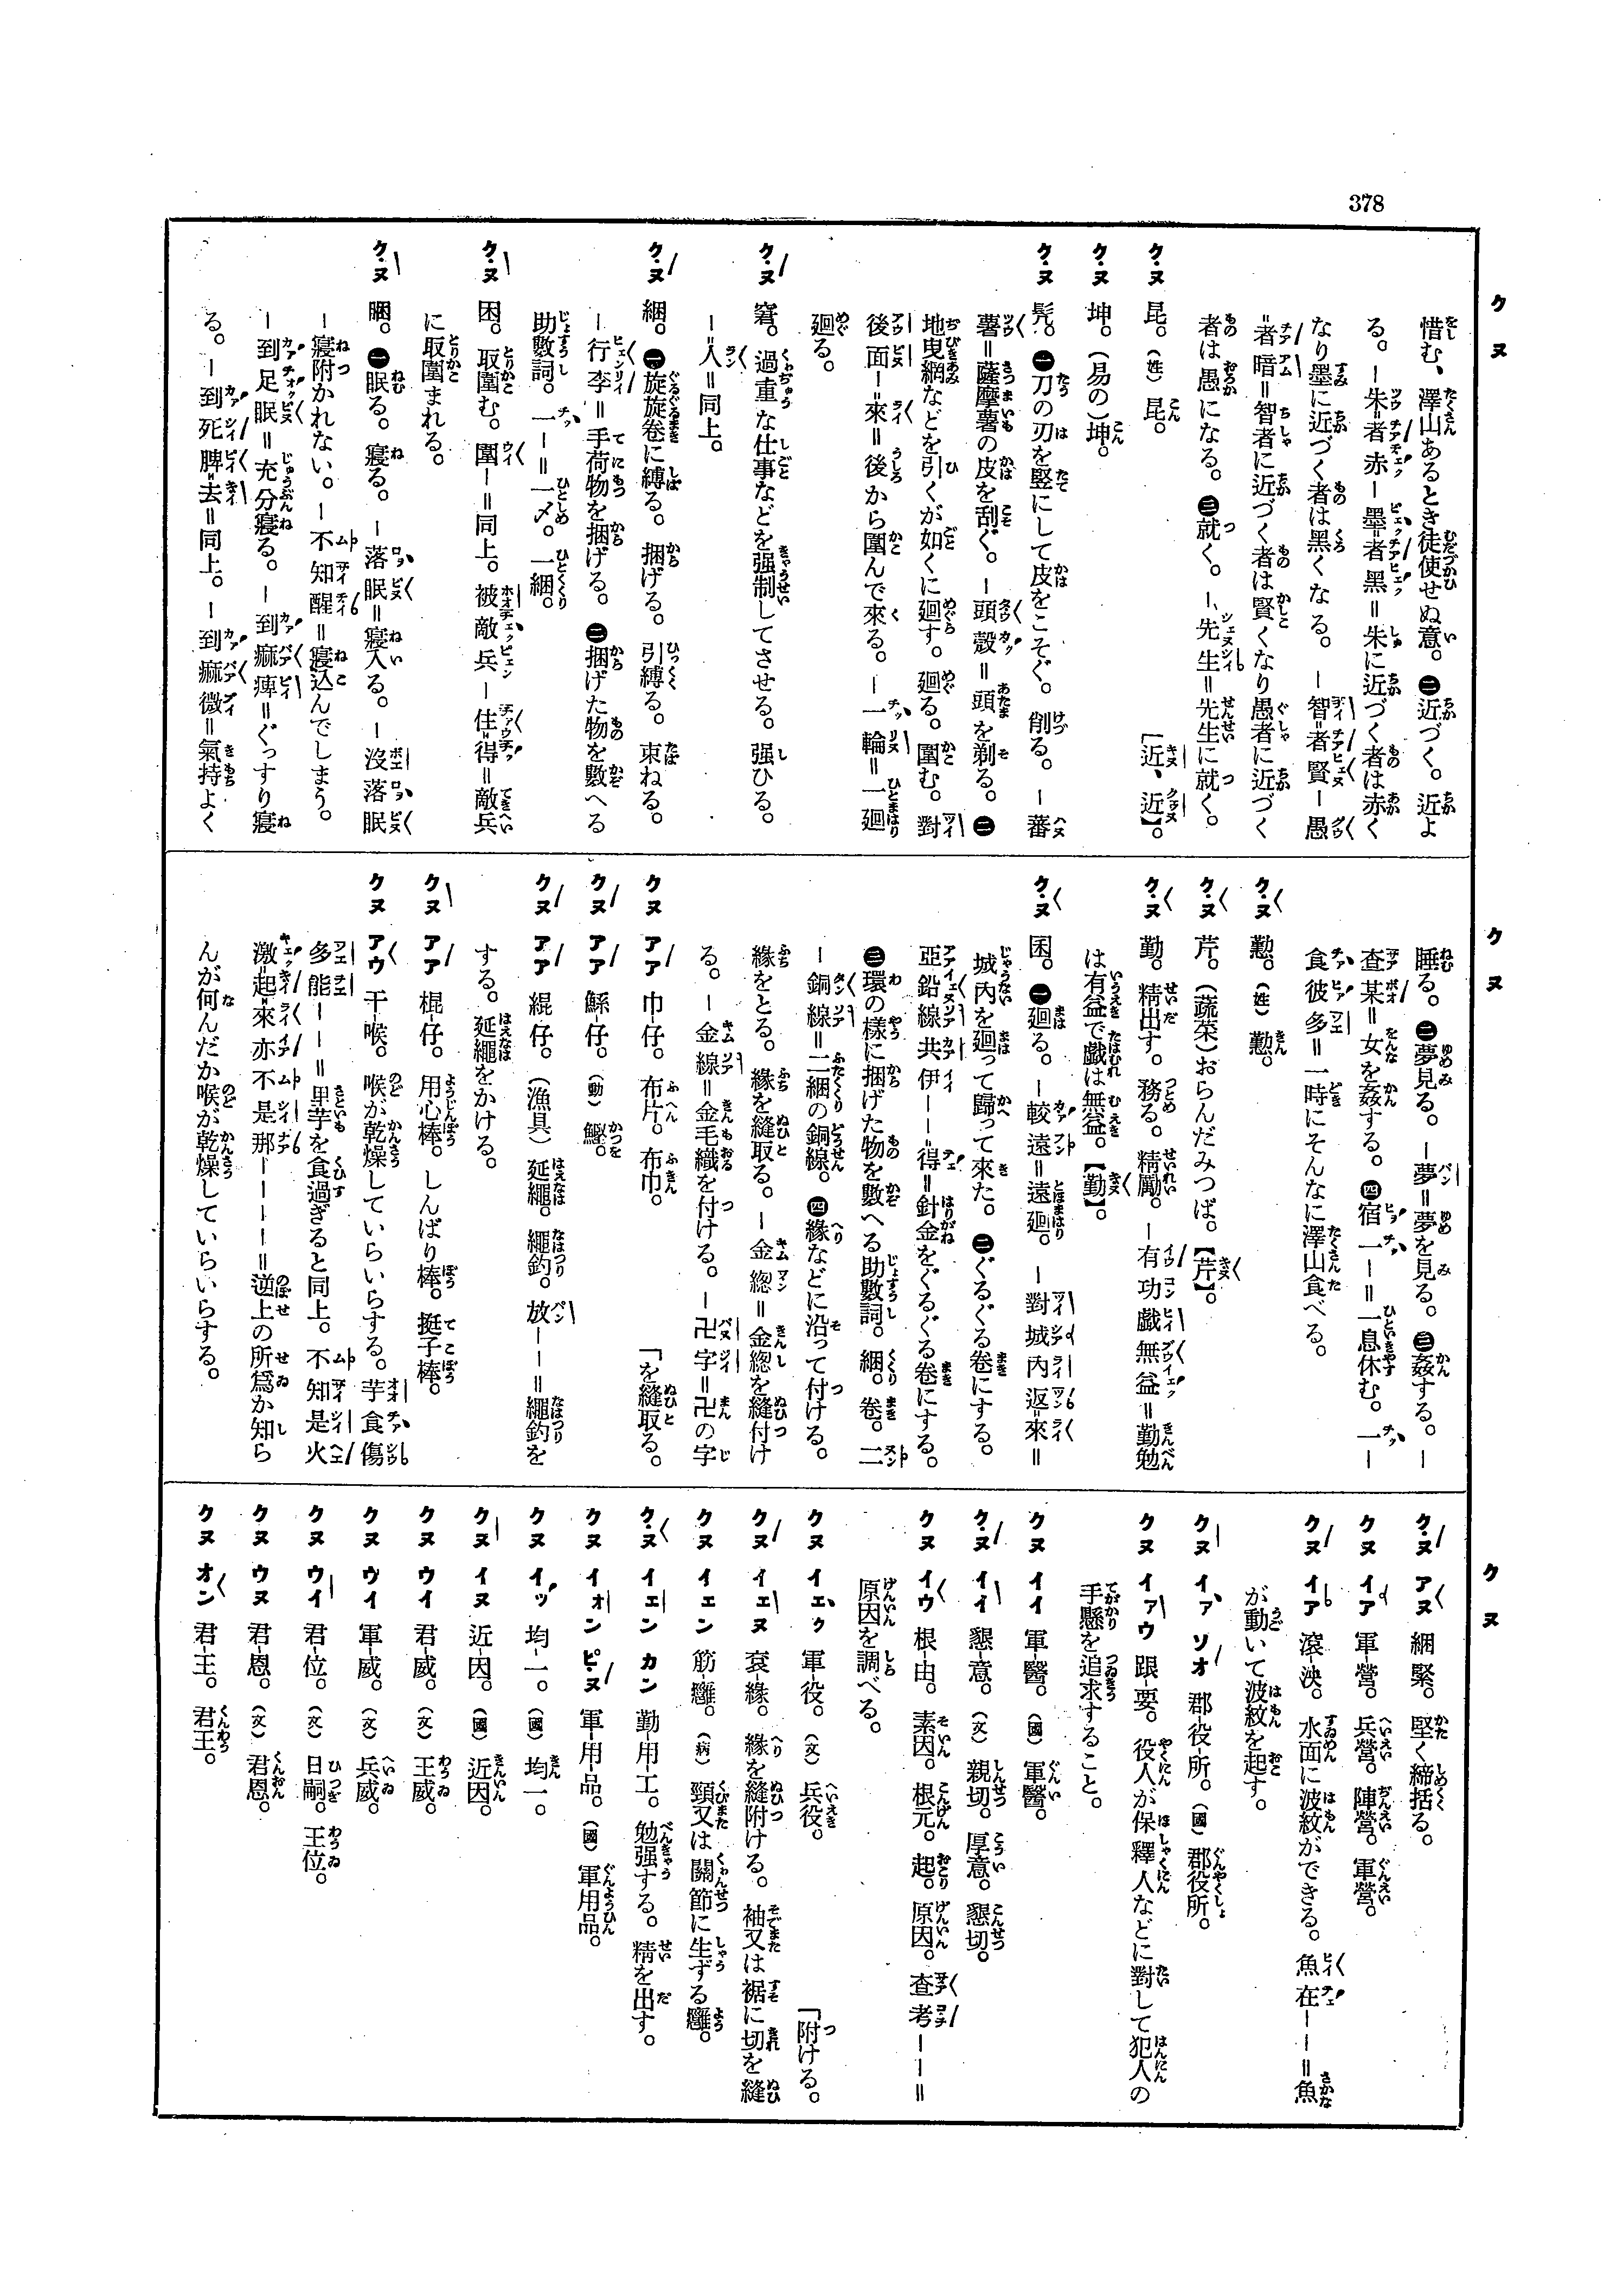 378
クヌ
惜む、澤山あるとき徒使せぬ意。㊁近づく。近よ
る。ー朱=者赤ー墨=者黑=朱に近づく者は赤く
なり墨に近づく者は黑くなる。ー智=者賢ー愚
=者暗=智者に近づく者は賢くなり愚者に近づく
者は愚になる。㊂就く。ー、先生=先生に就く。
「近、近】。
ク・ヌ 昆。(姓)昆。
ク・ヌ 坤。(易の)坤。
ク・ヌ 髠。㊀刀の刃を竪にして皮をこそぐ。削る。ー蕃
薯=薩摩薯の皮を刮ぐ。ー頭殼=頭を剃る。㊁
地曳網などを引くが如くに廻す。廻る。圍む。對
後面ー來=後から圍んで來る。ー一輪=一廻
廻る。
ク・ヌ 窘。過重な仕事などを强制してさせる。强ひる。
ー=人=同上。
ク・ヌ 綑。㊀旋旋卷に縛る。捆げる。引縛る。束ねる。
ー行李=手荷物を捆げる。㊁捆げた物を數へる
助數詞。一ー=一〆。一綑。
ク・ヌ 困。取圍む。圍ー=同上。被敵兵ー住=得=敵兵
に取圍まれる。
ク・ヌ 睏。㊀眠る。寢る。ー落眠=寢入る。ー沒落眠
ー寢附かれない。ー不知醒=寢込んでしまう。
ー到足眠=充分寢る。ー到痲痺=ぐっすり寢
る。ー到死脾=去=同上。ー到痲微=氣持よく
クヌ
睡る。㊁夢見る。ー夢=夢を見る。㊂姦する。ー
查某=女を姦する。㊃宿一ー=一息休む。一ー
食彼多=一時にそんなに澤山食べる。
ク・ヌ 懃。(姓)懃。
ク・ヌ 芹。(蔬菜)おらんだみつば。【芹】。
ク・ヌ 勤。精出す。務る。精勵。ー有功戲無益=勤勉
は有益で戲は無益。【勤】。
ク・ヌ 囷。㊀廻る。ー較遠=遠廻。ー對城內返=來=
城內を廻って歸って來た。㊁ぐるぐる卷にする。
亞鉛線共伊ーー=得=針金をぐるぐる卷にする。
㊂環の樣に捆げた物を數へる助數詞。綑。卷。二
ー銅線=二綑の銅線。㊃緣などに沿って付ける。
緣をとる。緣を縫取る。ー金緫=金緫を縫付け
る。ー金線=金毛織を付ける。ー卍字=卍の字
「を縫取る。
クヌ アア 巾-仔。布片。布巾。
クヌ アア 鯀-仔。(動)鰹。
クヌ アア 緄-仔。(漁具)延繩。繩釣。放ーー=繩釣を
する。延繩をかける。
クヌ アア 棍-仔。用心棒。しんばり棒。挺子棒。
クヌ アウ 干-喉。喉が乾燥していらいらする。芋食傷
多能ーー=里芋を食過ぎると同上。不知是火
激=起=來亦不是那ーーーー=逆上の所爲か知ら
んが何んだか喉が乾燥していらいらする。
クヌ
ク・ヌ アヌ 綑緊。堅く締括る。
クヌ イア 軍-營。兵營。陣營。軍營。
クヌ イア 滾-泱。水面に波紋ができる。魚在ーー=魚
が動いて波紋を起す。
クヌ イァ ソオ 郡-役-所。(國)郡役所。
クヌ イァウ 跟-要。役人が保釋人などに對して犯人の
手懸を追求すること。
クヌ イイ 軍-醫。(國)軍醫。
ク・ヌ イイ 懇-意。(文)親切。厚意。懇切。
クヌ イウ 根-由。素因。根元。起。原因。查考ーー=
原因を調べる。
クヌ イェク 軍-役。(文)兵役。
「附ける。
クヌ イェヌ 袞-緣。緣を縫附ける。袖又は裾に切を縫
クヌ イェン 筋-癰。(病)頸又は關節に生ずる癰。
ク・ヌ イェン カン 勤-用-工。勉强する。精を出す。
クヌ イォン ピ・ヌ 軍-用-品。(國)軍用品。
クヌ イッ 均-一。(國)均一。
クヌ イヌ 近-因。(國)近因。
クヌ ウイ 君-威。(文)王威。
クヌ ウイ 軍-威。(文)兵威。
クヌ ウイ 君-位。(文)日嗣。王位。
クヌ ウヌ 君-恩。(文)君恩。
クヌ オン 君-王。君王。